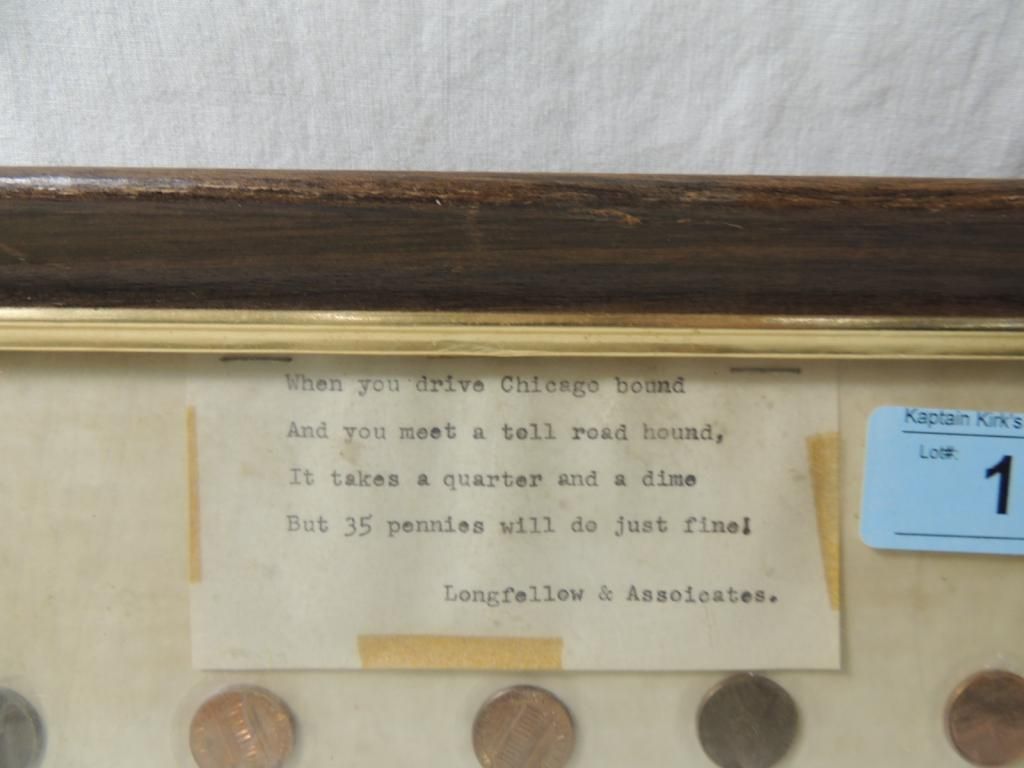 When you drive Chicago bound
And you meet a toll road hound,
It takes a quarter and a dime
But 35 pennies will do just fine!
Longfellow & Assoicates.
Kaptain Kirk's
Lot#:
1